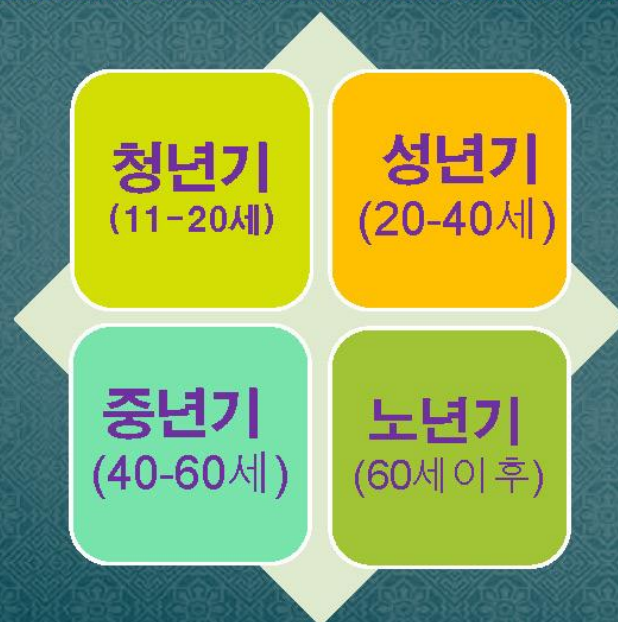 청년기
(11-20세)
성년기
(20-40세)
중년기
(40-60세)
노년기
(60세 이후)